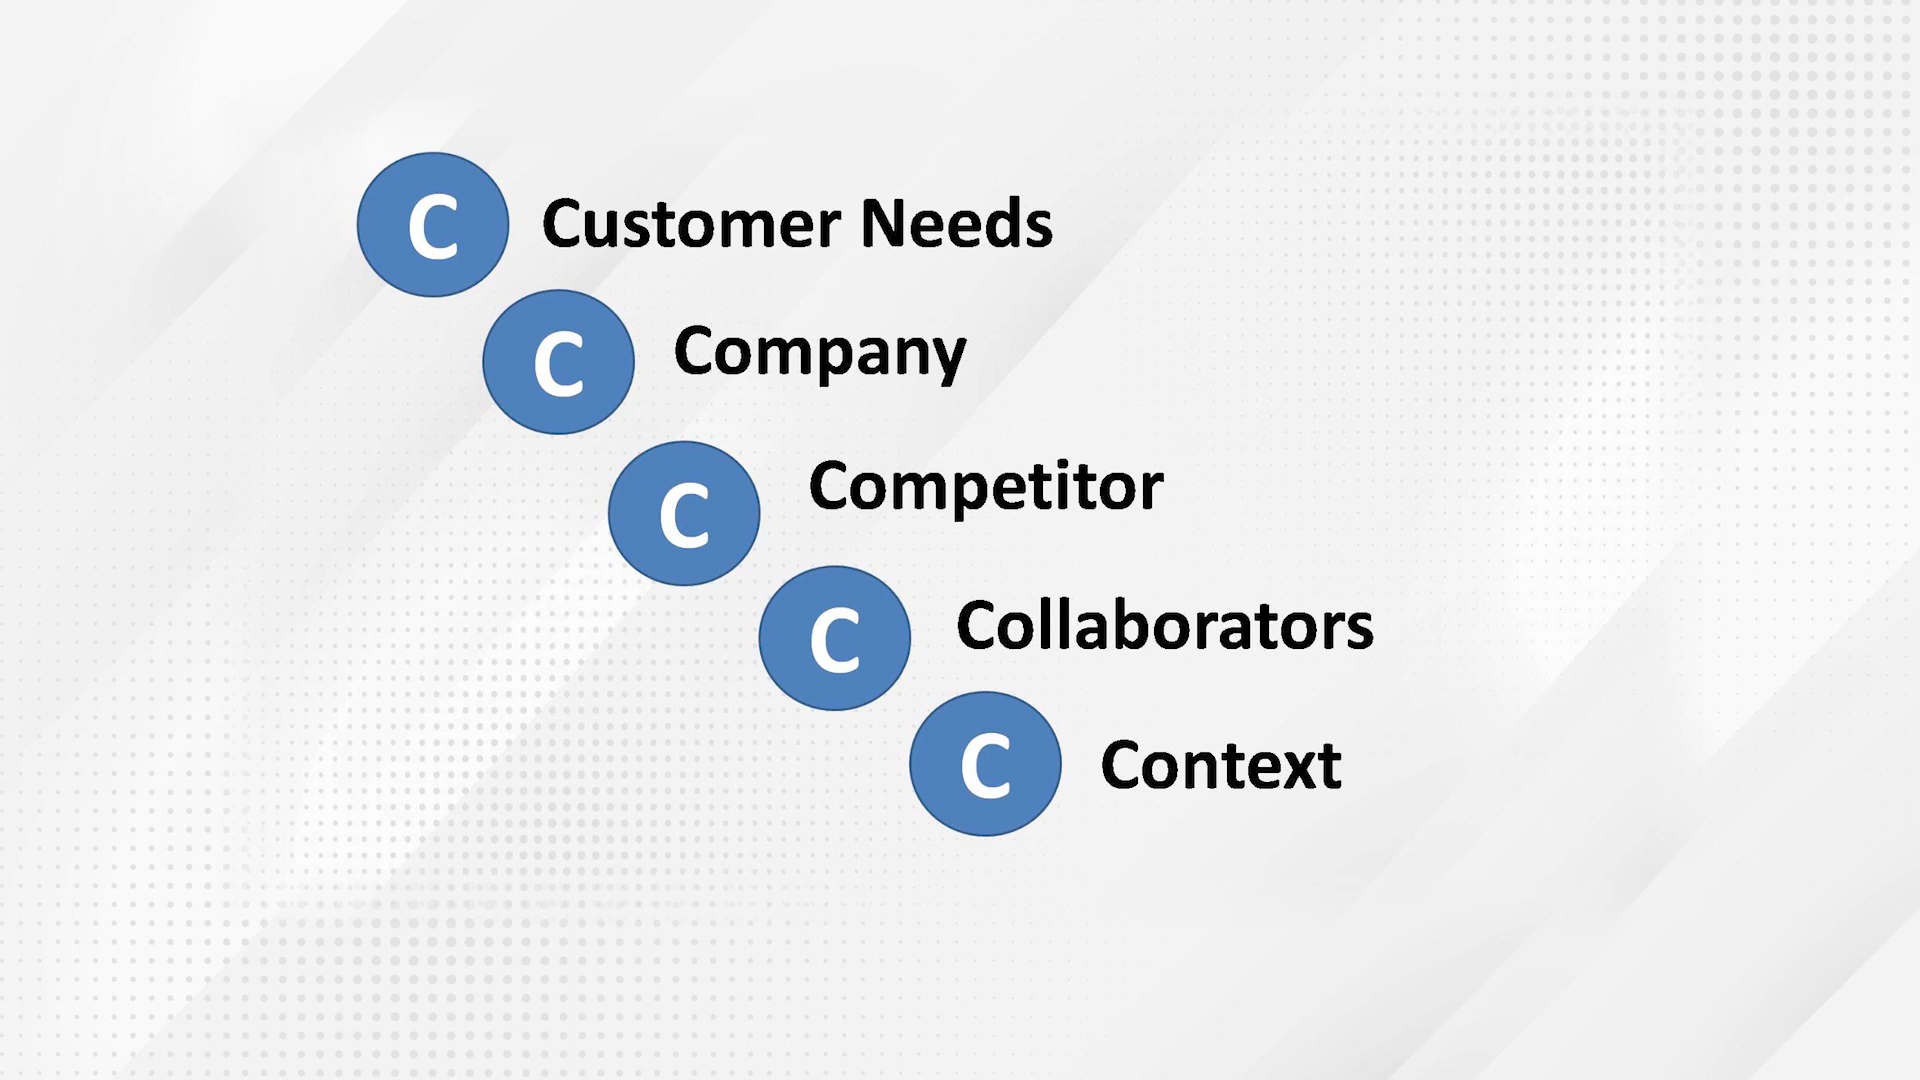 C Customer Needs
C Company
C Competitor
C Collaborators
C Context